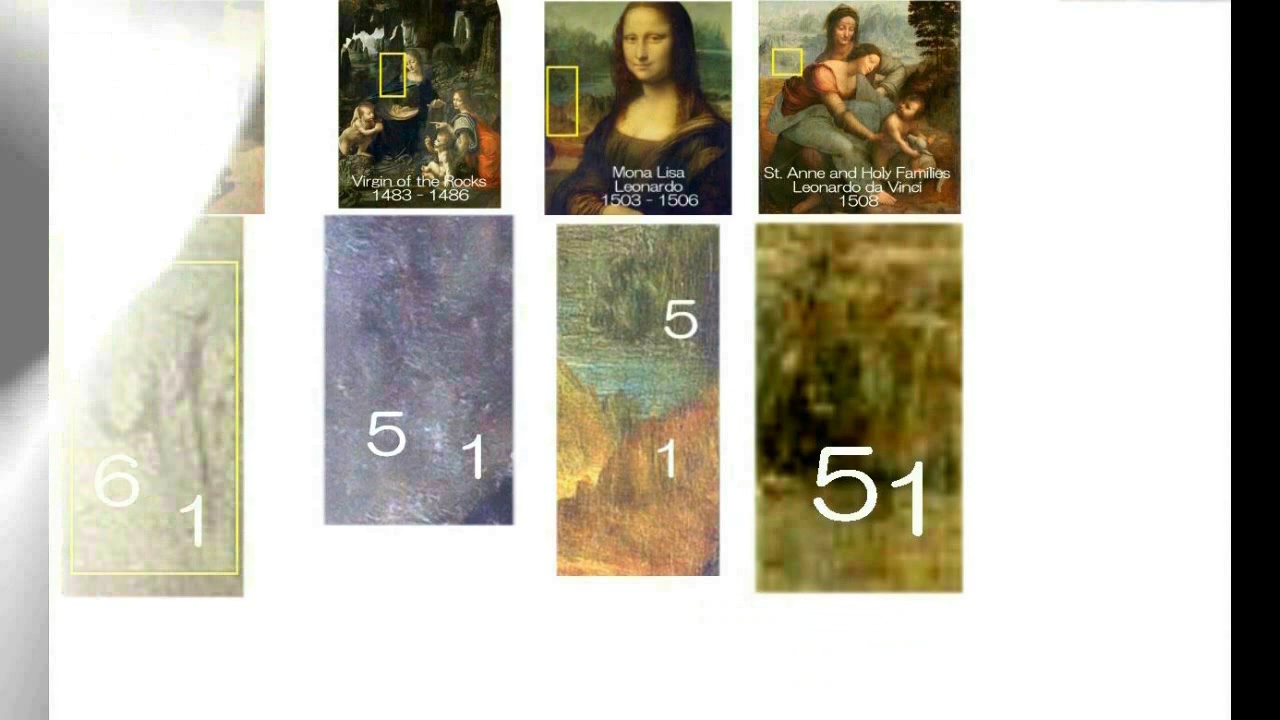 Virgin of the Rocks
1483 - 1486
Mona Lisa
Leonardo
1503 - 1506
St. Anne and Holy Families
Leonardo da Vinci
1508
6
1
5
1
5
1
51